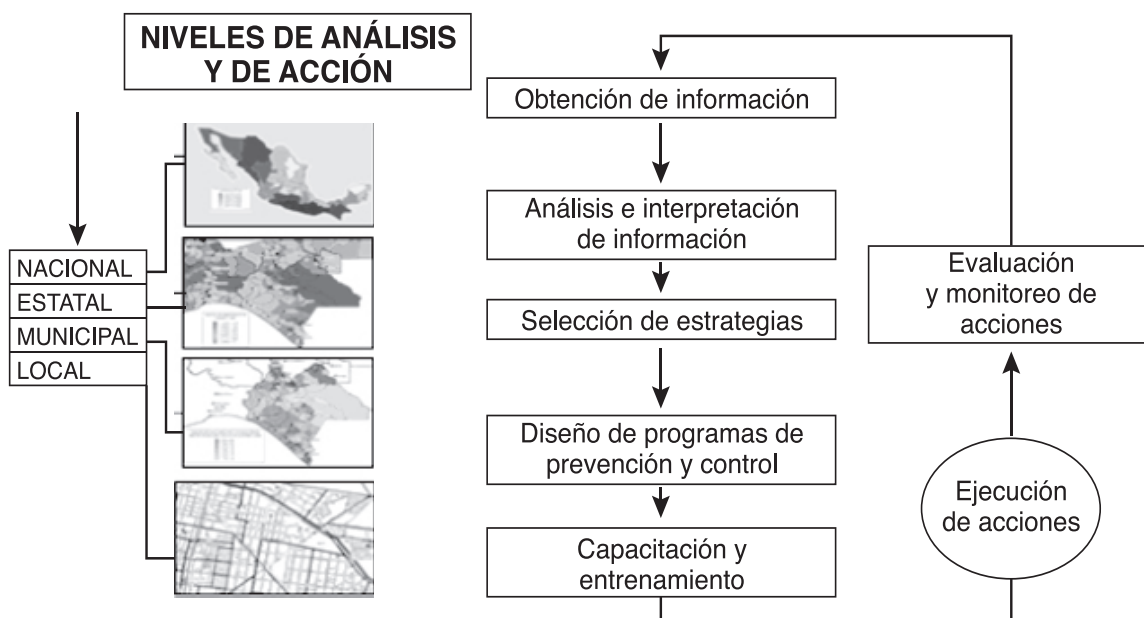 NIVELES DE ANÁLISIS
Y DE ACCIÓN
NACIONAL
ESTATAL
MUNICIPAL
LOCAL
Obtención de información
Análisis e interpretación
de información
Selección de estrategias
Diseño de programas de
prevención y control
Capacitación y
entrenamiento
Ejecución
de acciones
Evaluación
y monitoreo de
acciones